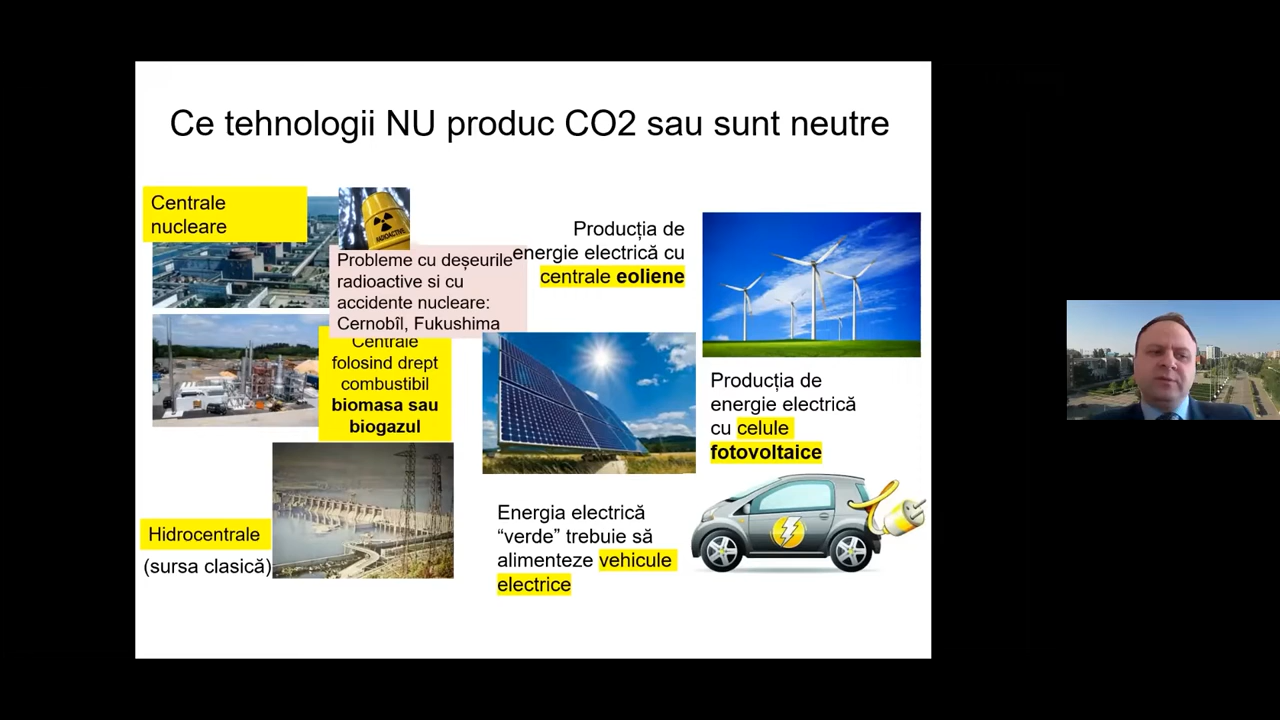 Ce tehnologii NU produc CO2 sau sunt neutre
Centrale
nucleare
RADIOACTIVE
Probleme cu deșeurile
radioactive si cu
accidente nucleare:
Cernobîl, Fukushima
Centrale
folosind drept
combustibil
biomasa sau
biogazul
Hidrocentrale
(sursa clasică)
Producția de
energie electrică cu
centrale eoliene
Producția de
energie electrică
cu celule
fotovoltaice
Energia electrică
“verde” trebuie să
alimenteze vehicule
electrice